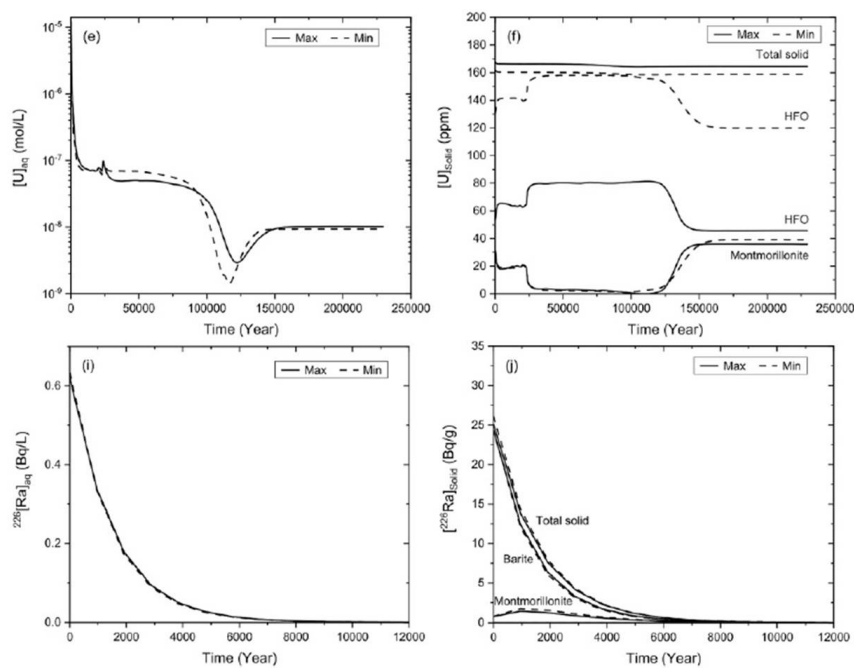 (e)
Max
Min
10⁻⁵
10⁻⁶
10⁻⁷
10⁻⁸
10⁻⁹
[U]aq (mol/L)
0
50000
100000
150000
200000
250000
Time (Year)
(f)
Max
Min
Total solid
HFO
HFO
Montmorillonite
200
180
160
140
120
100
80
60
40
20
0
[U]Solid (ppm)
0
50000
100000
150000
200000
250000
Time (Year)
(i)
Max
Min
0.6
0.4
0.2
0.0
²²⁶[Ra]aq (Bq/L)
0
2000
4000
6000
8000
10000
12000
Time (Year)
(j)
Max
Min
Total solid
Barite
Montmorillonite
35
30
25
20
15
10
5
0
[²²⁶Ra]Solid (Bq/g)
0
2000
4000
6000
8000
10000
12000
Time (Year)